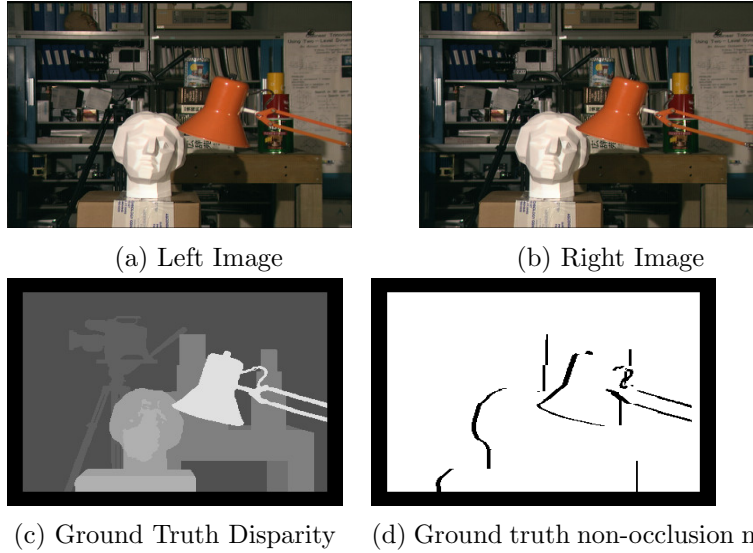 (a) Left Image
(b) Right Image
(c) Ground Truth Disparity
(d) Ground truth non-occlusion m